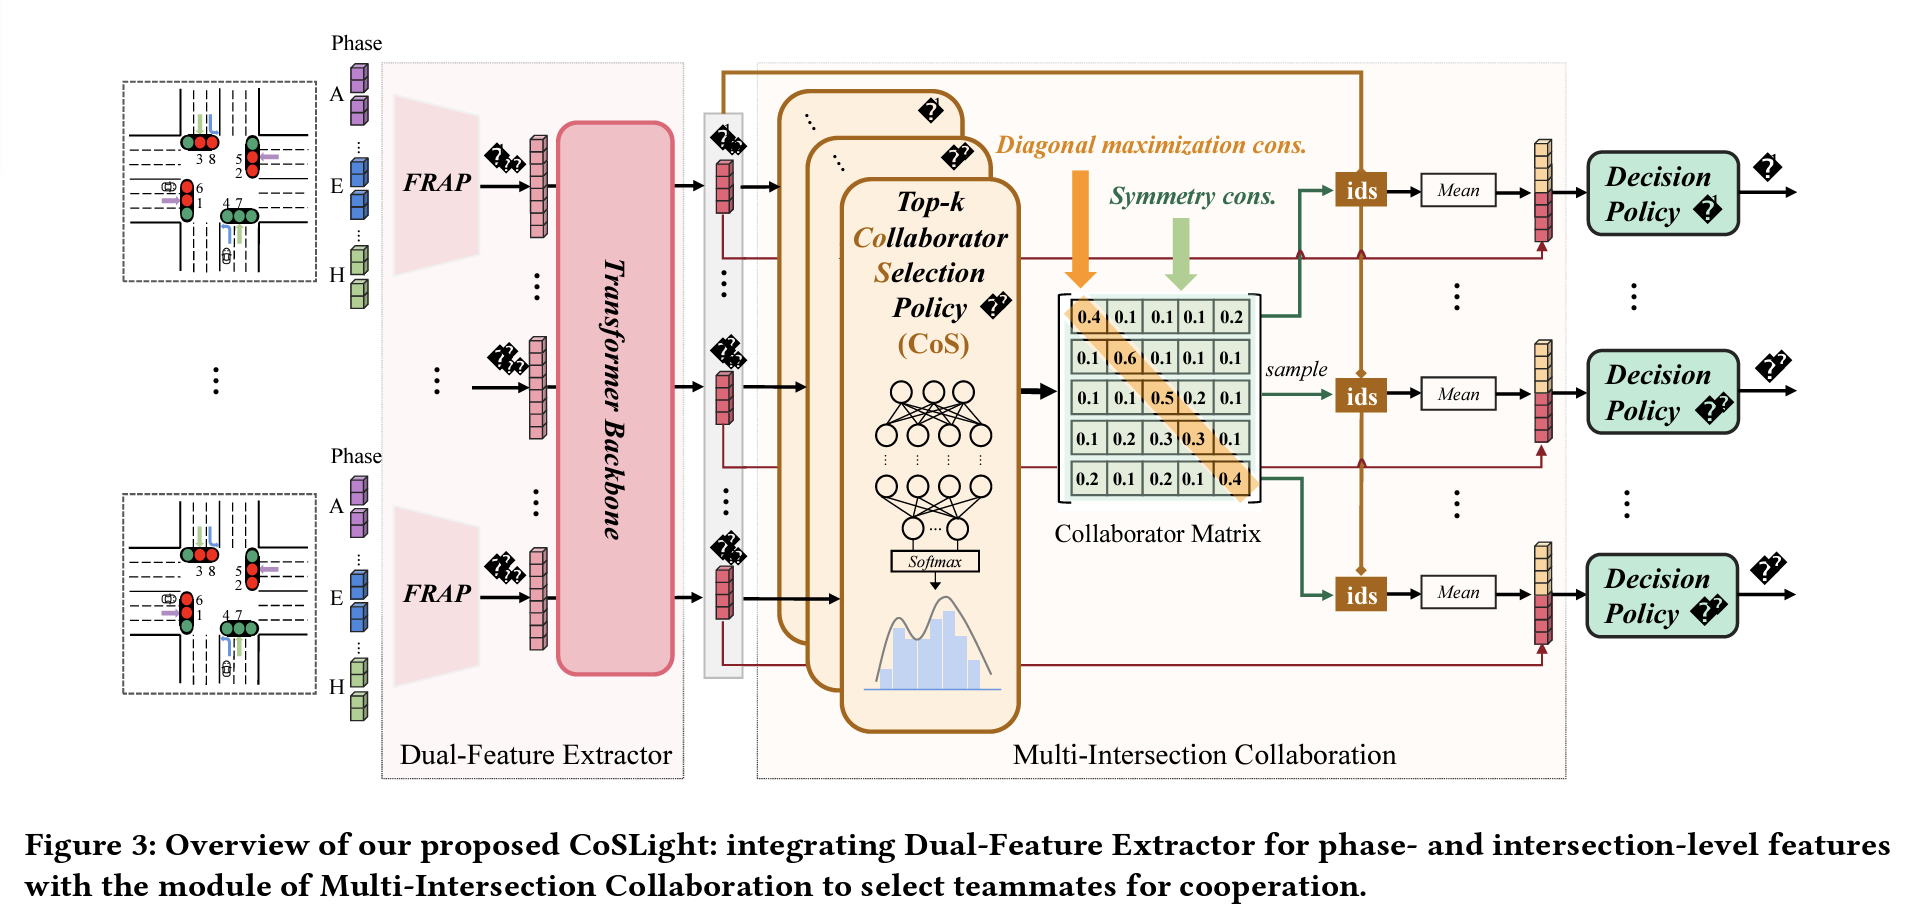 Phase
A
E
H
3 8
5
2
6
1
4 7
Phase
A
E
H
3 8
5
2
6
1
4 7
FRAP
FRAP
Transformer Backbone
Dual-Feature Extractor
Top-k
Collaborator
Selection
Policy
(CoS)
Softmax
Diagonal maximization cons.
Symmetry cons.
0.4 0.1 0.1 0.1 0.2
0.1 0.6 0.1 0.1 0.1
0.1 0.1 0.5 0.2 0.1
0.1 0.2 0.3 0.3 0.1
0.2 0.1 0.2 0.1 0.4
Collaborator Matrix
sample
ids
Mean
Decision
Policy
ids
Mean
Decision
Policy
ids
Mean
Decision
Policy
Multi-Intersection Collaboration
Figure 3: Overview of our proposed CoSLight: integrating Dual-Feature Extractor for phase- and intersection-level features
with the module of Multi-Intersection Collaboration to select teammates for cooperation.